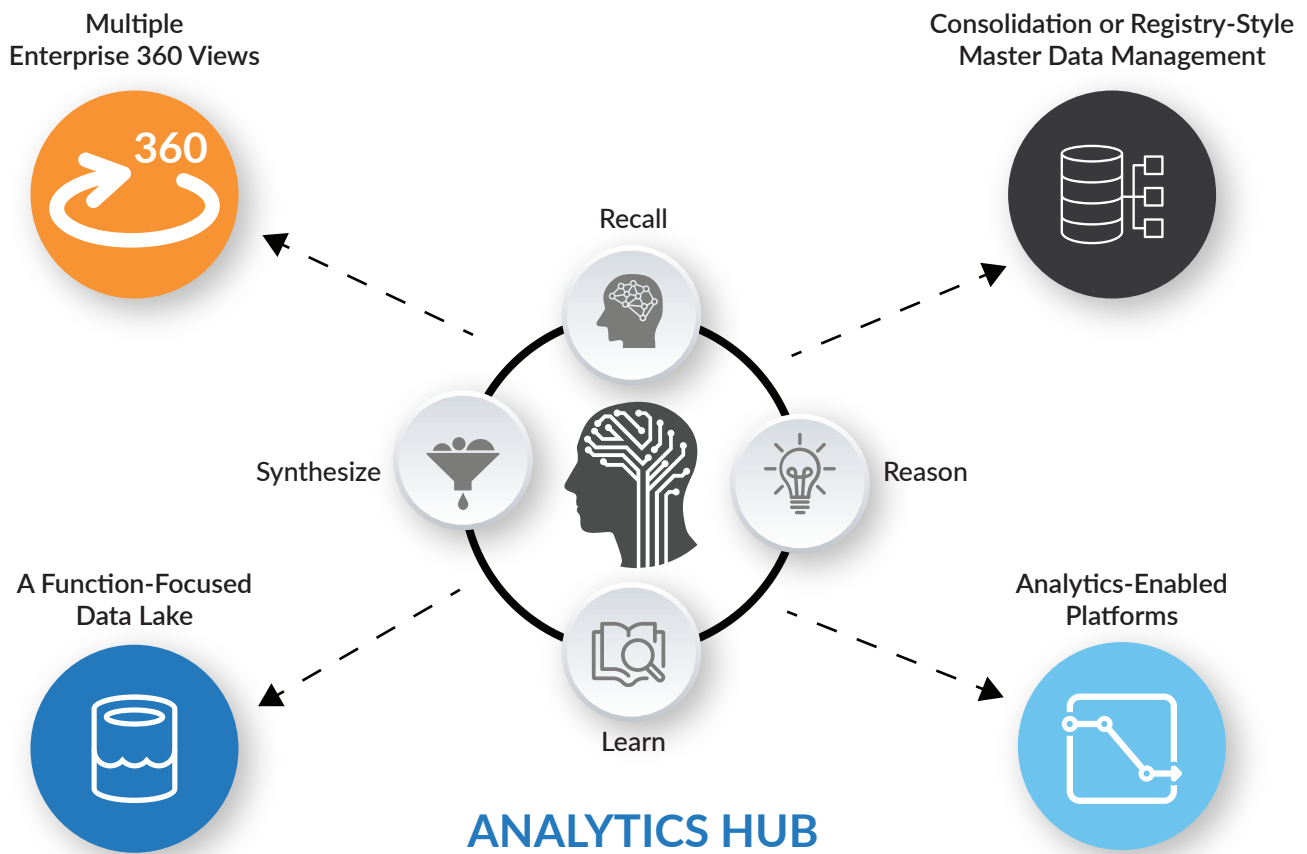 Multiple
Enterprise 360 Views
Consolidation or Registry-Style
Master Data Management
360
Recall
Synthesize
Reason
A Function-Focused
Data Lake
Analytics-Enabled
Platforms
Learn
ANALYTICS HUB